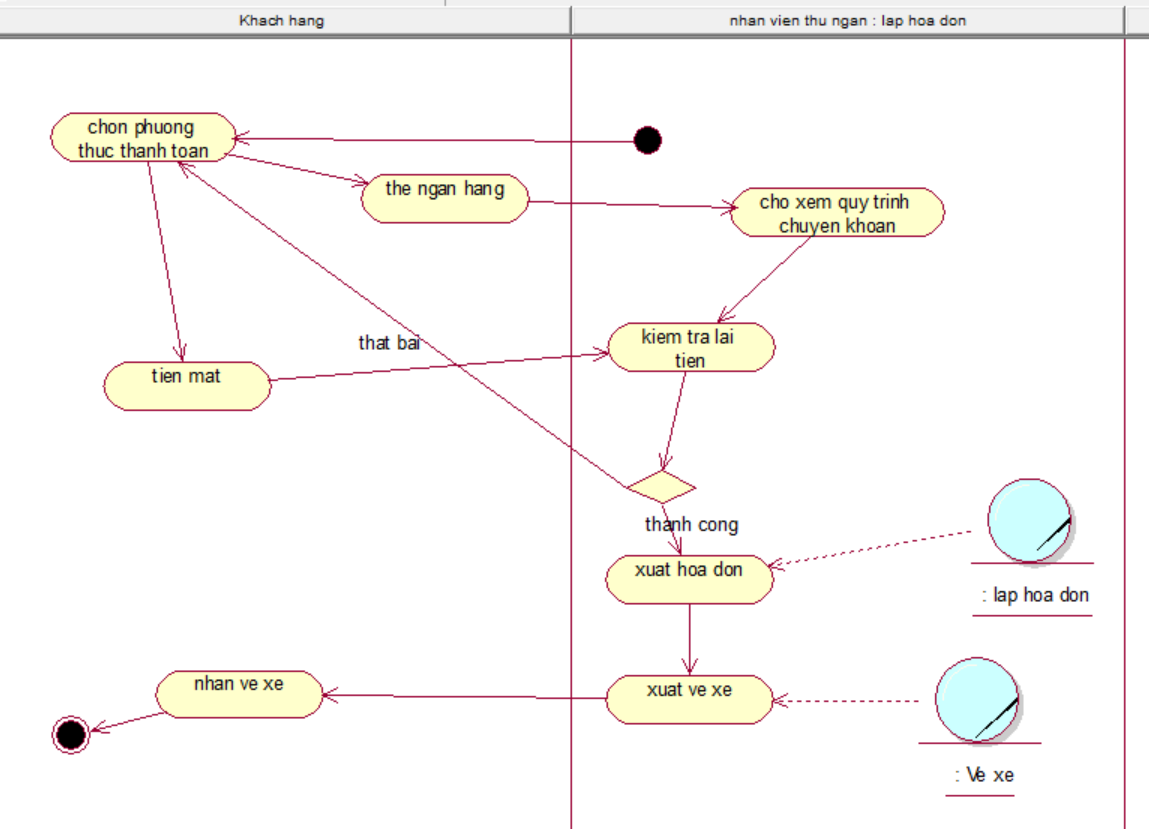 Khach hang
nhan vien thu ngan : lap hoa don
chon phuong
thuc thanh toan
the ngan hang
cho xem quy trinh
chuyen khoan
that bai
kiem tra lai
tien
tien mat
thanh cong
xuat hoa don
: lap hoa don
nhan ve xe
xuat ve xe
: Ve xe